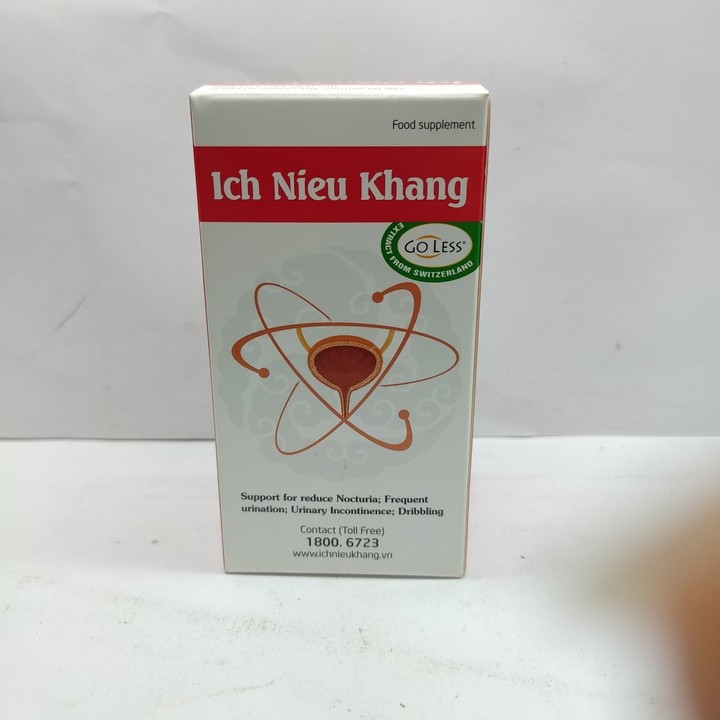 Food supplement
Ich Nieu Khang
GO LESS®
EXTRACT FROM SWITZERLAND
Support for reduce Nocturia; Frequent
urination; Urinary Incontinence; Dribbling
Contact (Toll Free)
1800. 6723
www.ichnieukhang.vn